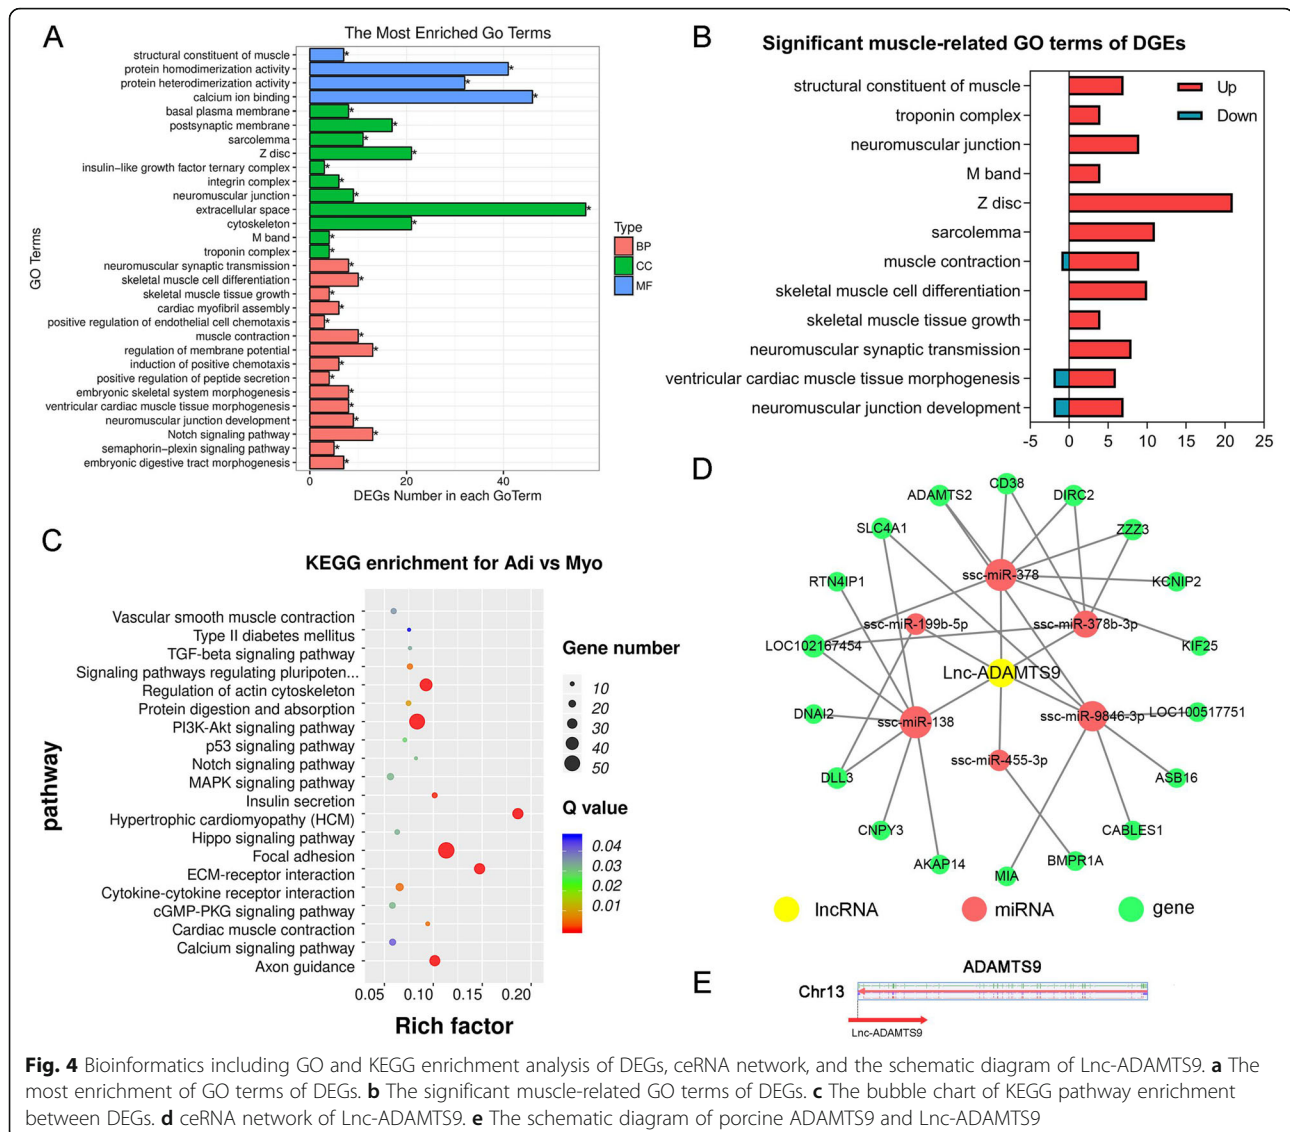 A
The Most Enriched Go Terms
structural constituent of muscle
protein homodimerization activity
protein heterodimerization activity
calcium ion binding
basal plasma membrane
postsynaptic membrane
sarcolemma
Z disc
insulin−like growth factor ternary complex
integrin complex
neuromuscular junction
extracellular space
cytoskeleton
M band
troponin complex
neuromuscular synaptic transmission
skeletal muscle cell differentiation
skeletal muscle tissue growth
cardiac myofibril assembly
positive regulation of endothelial cell chemotaxis
muscle contraction
regulation of membrane potential
induction of positive chemotaxis
positive regulation of peptide secretion
embryonic skeletal system morphogenesis
ventricular cardiac muscle tissue morphogenesis
neuromuscular junction development
Notch signaling pathway
semaphorin−plexin signaling pathway
embryonic digestive tract morphogenesis
GO Terms
0 20 40
DEGs Number in each GoTerm
Type
BP
CC
MF
B
Significant muscle-related GO terms of DGEs
structural constituent of muscle
troponin complex
neuromuscular junction
M band
Z disc
sarcolemma
muscle contraction
skeletal muscle cell differentiation
skeletal muscle tissue growth
neuromuscular synaptic transmission
ventricular cardiac muscle tissue morphogenesis
neuromuscular junction development
Up
Down
-5 0 5 10 15 20 25
C
KEGG enrichment for Adi vs Myo
Vascular smooth muscle contraction
Type II diabetes mellitus
TGF-beta signaling pathway
Signaling pathways regulating pluripoten...
Regulation of actin cytoskeleton
Protein digestion and absorption
PI3K-Akt signaling pathway
p53 signaling pathway
Notch signaling pathway
MAPK signaling pathway
Insulin secretion
Hypertrophic cardiomyopathy (HCM)
Hippo signaling pathway
Focal adhesion
ECM-receptor interaction
Cytokine-cytokine receptor interaction
cGMP-PKG signaling pathway
Cardiac muscle contraction
Calcium signaling pathway
Axon guidance
pathway
0.05 0.10 0.15 0.20
Rich factor
Gene number
10
20
30
40
50
Q value
0.04
0.03
0.02
0.01
D
CD38
ADAMTS2
DIRC2
SLC4A1
ZZZ3
ssc-miR-378
RTN4IP1
KCNIP2
ssc-miR-199b-5p
ssc-miR-378b-3p
LOC102167454
KIF25
Lnc-ADAMTS9
DNAI2
ssc-miR-138
ssc-miR-9846-3p
LOC100517751
ssc-miR-455-3p
DLL3
ASB16
CNPY3
CABLES1
AKAP14
BMPR1A
MIA
lncRNA
miRNA
gene
E
ADAMTS9
Chr13
Lnc-ADAMTS9
Fig. 4 Bioinformatics including GO and KEGG enrichment analysis of DEGs, ceRNA network, and the schematic diagram of Lnc-ADAMTS9. a The
most enrichment of GO terms of DEGs. b The significant muscle-related GO terms of DEGs. c The bubble chart of KEGG pathway enrichment
between DEGs. d ceRNA network of Lnc-ADAMTS9. e The schematic diagram of porcine ADAMTS9 and Lnc-ADAMTS9